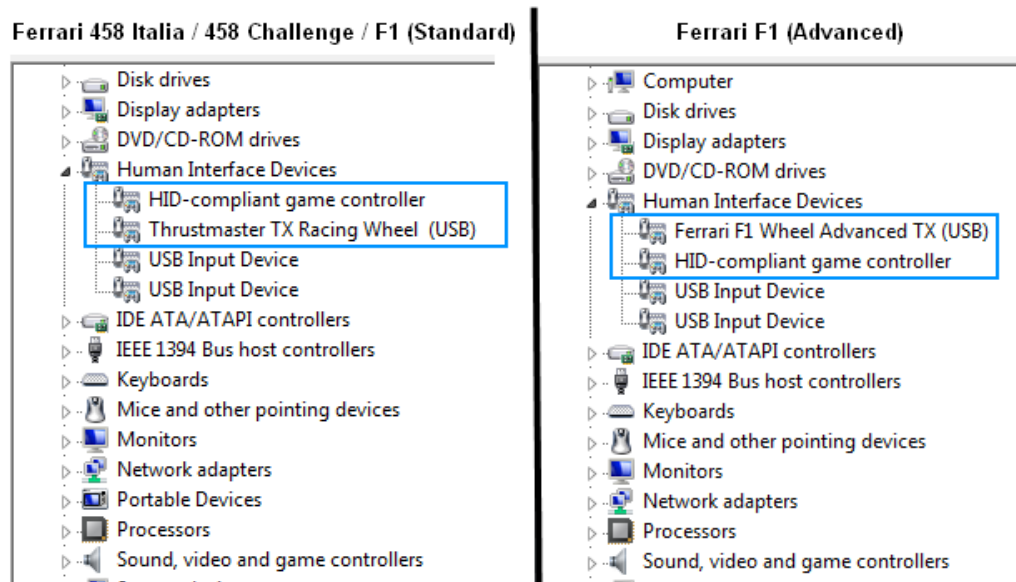 Ferrari 458 Italia / 458 Challenge / F1 (Standard)
Disk drives
Display adapters
DVD/CD-ROM drives
Human Interface Devices
HID-compliant game controller
Thrustmaster TX Racing Wheel (USB)
USB Input Device
USB Input Device
IDE ATA/ATAPI controllers
IEEE 1394 Bus host controllers
Keyboards
Mice and other pointing devices
Monitors
Network adapters
Portable Devices
Processors
Sound, video and game controllers
Ferrari F1 (Advanced)
Computer
Disk drives
Display adapters
DVD/CD-ROM drives
Human Interface Devices
Ferrari F1 Wheel Advanced TX (USB)
HID-compliant game controller
USB Input Device
USB Input Device
IDE ATA/ATAPI controllers
IEEE 1394 Bus host controllers
Keyboards
Mice and other pointing devices
Monitors
Network adapters
Processors
Sound, video and game controllers